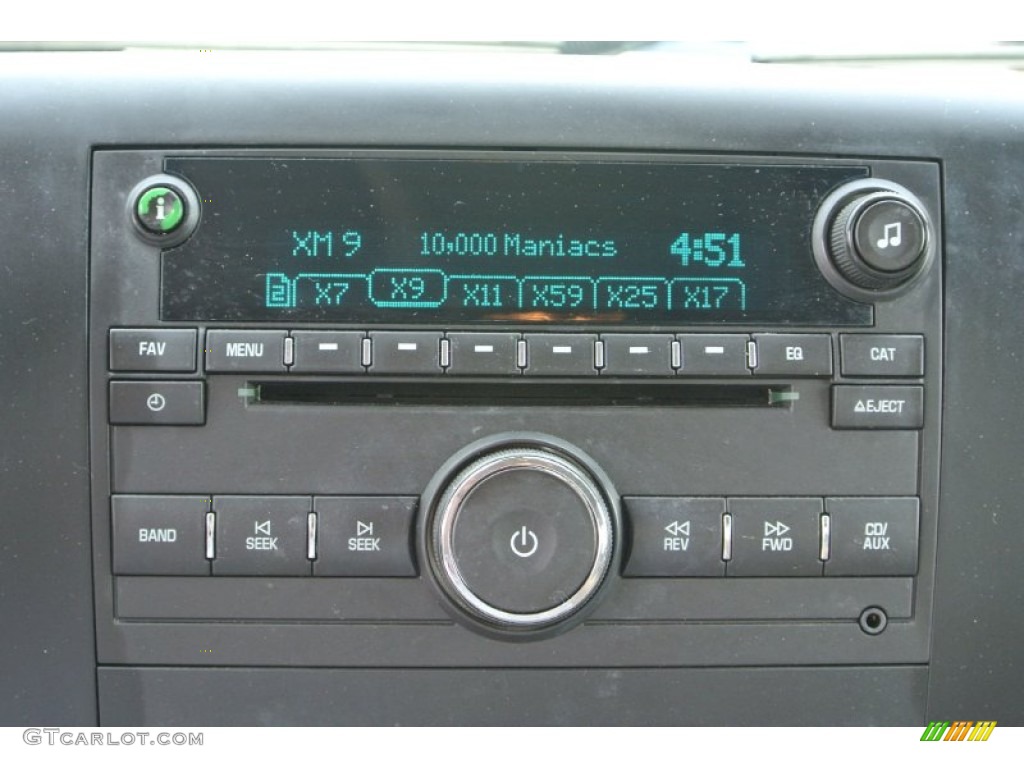 i
XM 9 10,000 Maniacs 4:51
2 X7 X9 X11 X59 X25 X17
FAV MENU EQ CAT
EJECT
BAND SEEK SEEK REV FWD CD/
AUX
GTCARLOT.COM